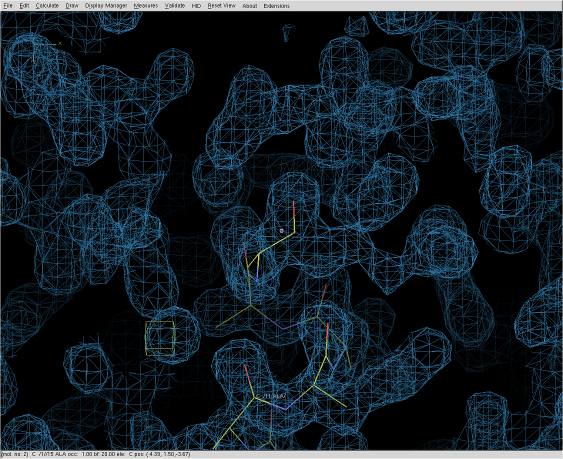 File Edit Calculate Draw Display Manager Measures Validate HID Reset View About Extensions
(mol. no: 2) C /1/15 ALA occ: 1.00 bf: 20.00 ele: C pos: ( 4.39, 1.50,-3.67)